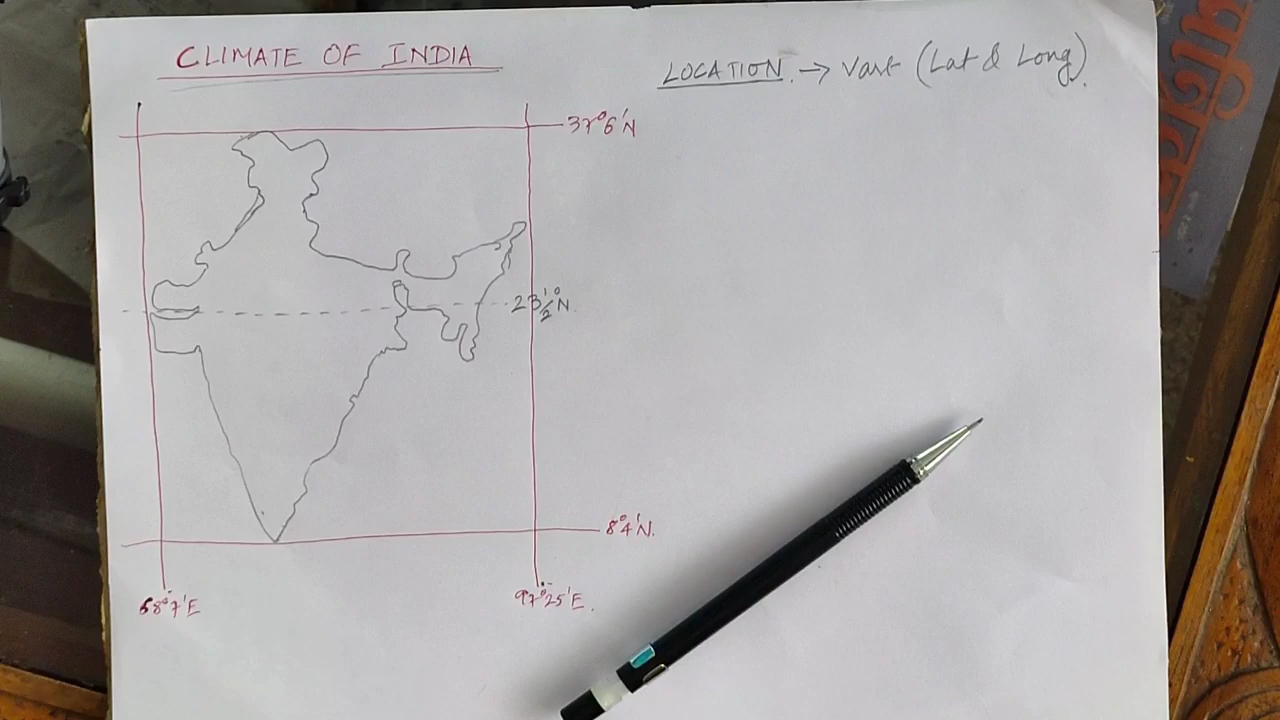 CLIMATE OF INDIA
LOCATION. → Vast (Lat & Long).
37°6'N
23½°N.
8°4'N.
68°7'E
97°25'E.